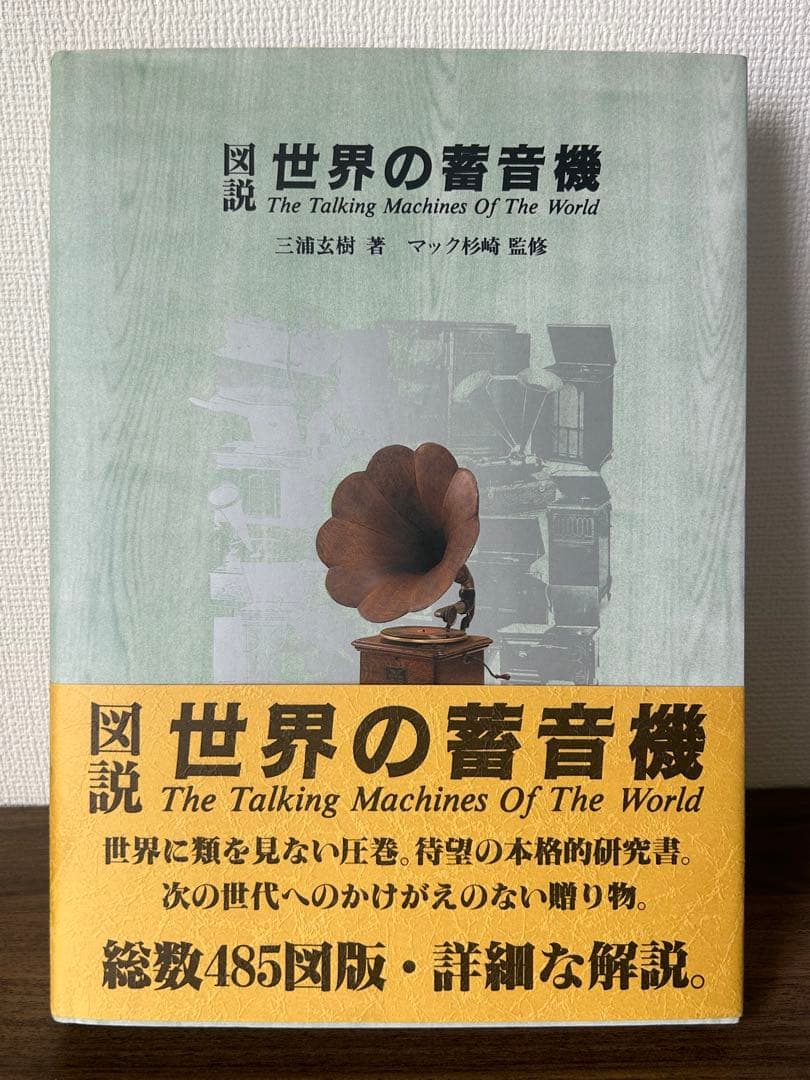 図説 世界の蓄音機
The Talking Machines Of The World
三浦玄樹 著 マック杉崎 監修
図説 世界の蓄音機
The Talking Machines Of The World
世界に類を見ない圧巻。待望の本格的研究書。
次の世代へのかけがえのない贈り物。
総数485図版・詳細な解説。